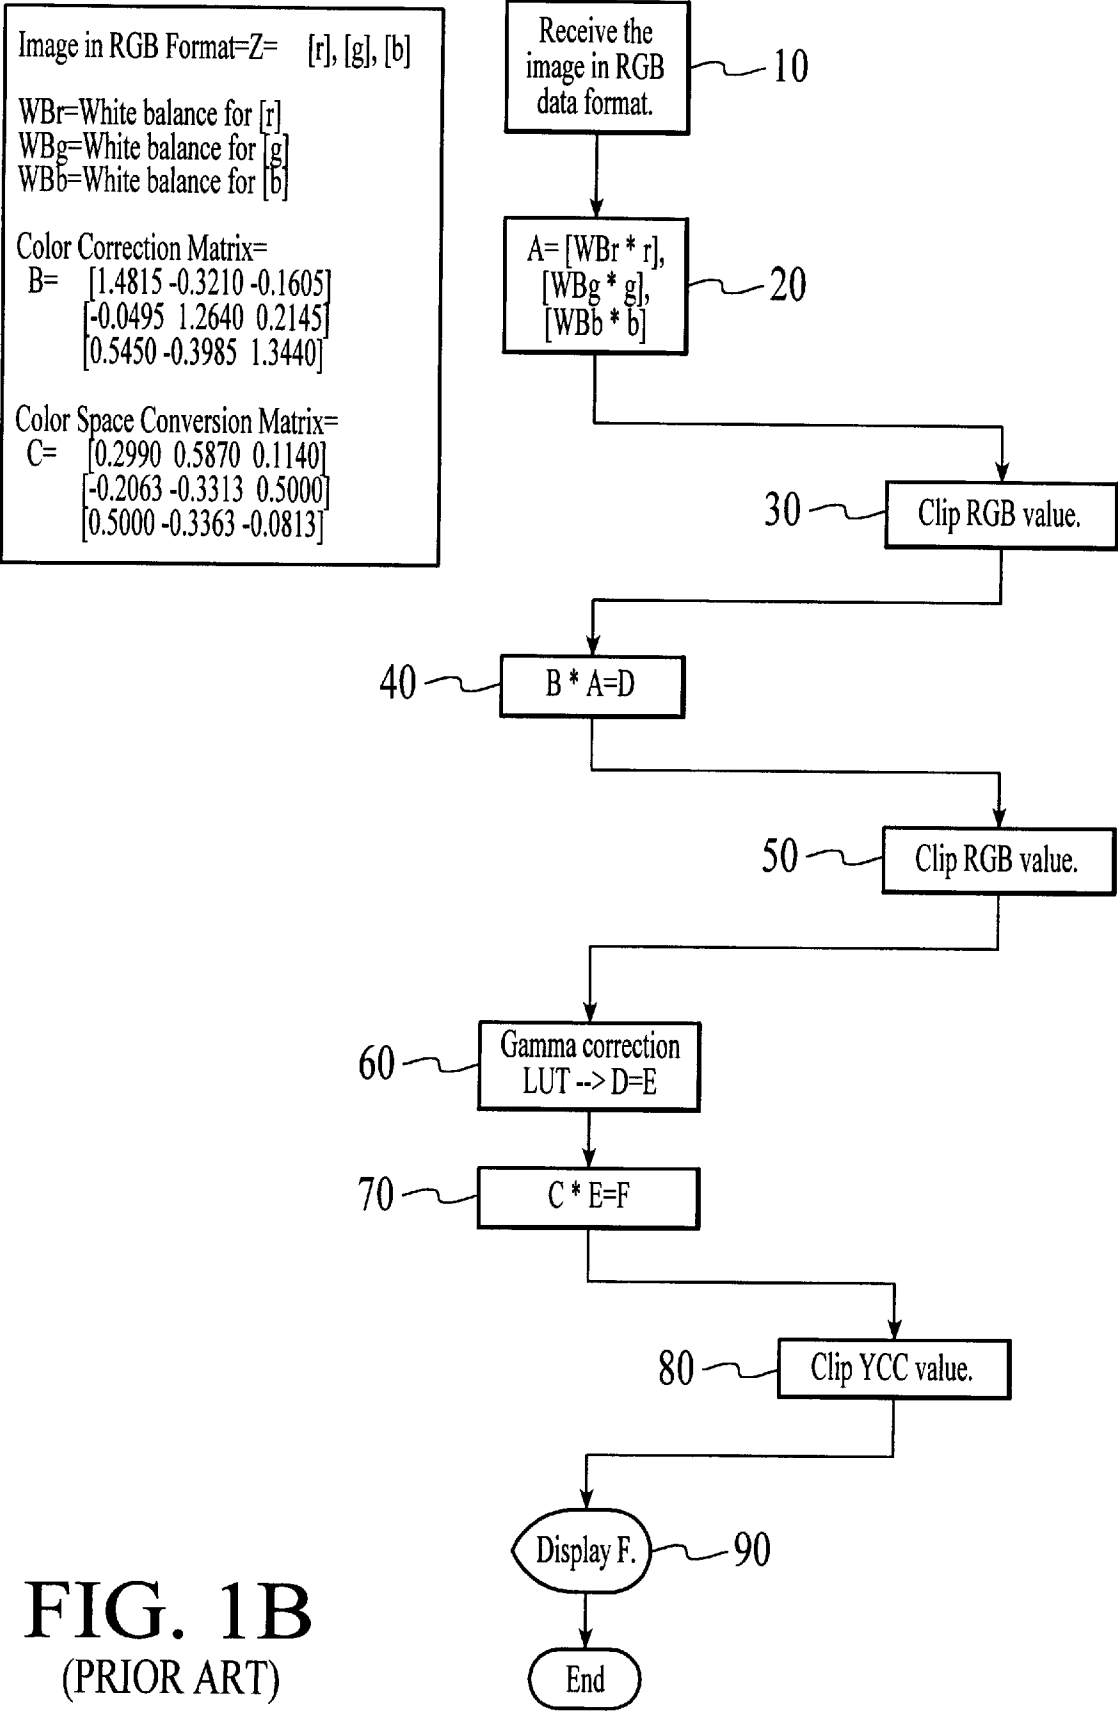 Image in RGB Format=Z= [r], [g], [b]
WBr=White balance for [r]
WBg=White balance for [g]
WBb=White balance for [b]
Color Correction Matrix=
B= [1.4815 -0.3210 -0.1605]
[-0.0495 1.2640 0.2145]
[0.5450 -0.3985 1.3440]
Color Space Conversion Matrix=
C= [0.2990 0.5870 0.1140]
[-0.2063 -0.3313 0.5000]
[0.5000 -0.3363 -0.0813]
Receive the
image in RGB
data format.
10
A= [WBr * r],
[WBg * g],
[WBb * b]
20
30
Clip RGB value.
40
B * A=D
50
Clip RGB value.
60
Gamma correction
LUT --> D=E
70
C * E=F
80
Clip YCC value.
Display F.
90
End
FIG. 1B
(PRIOR ART)